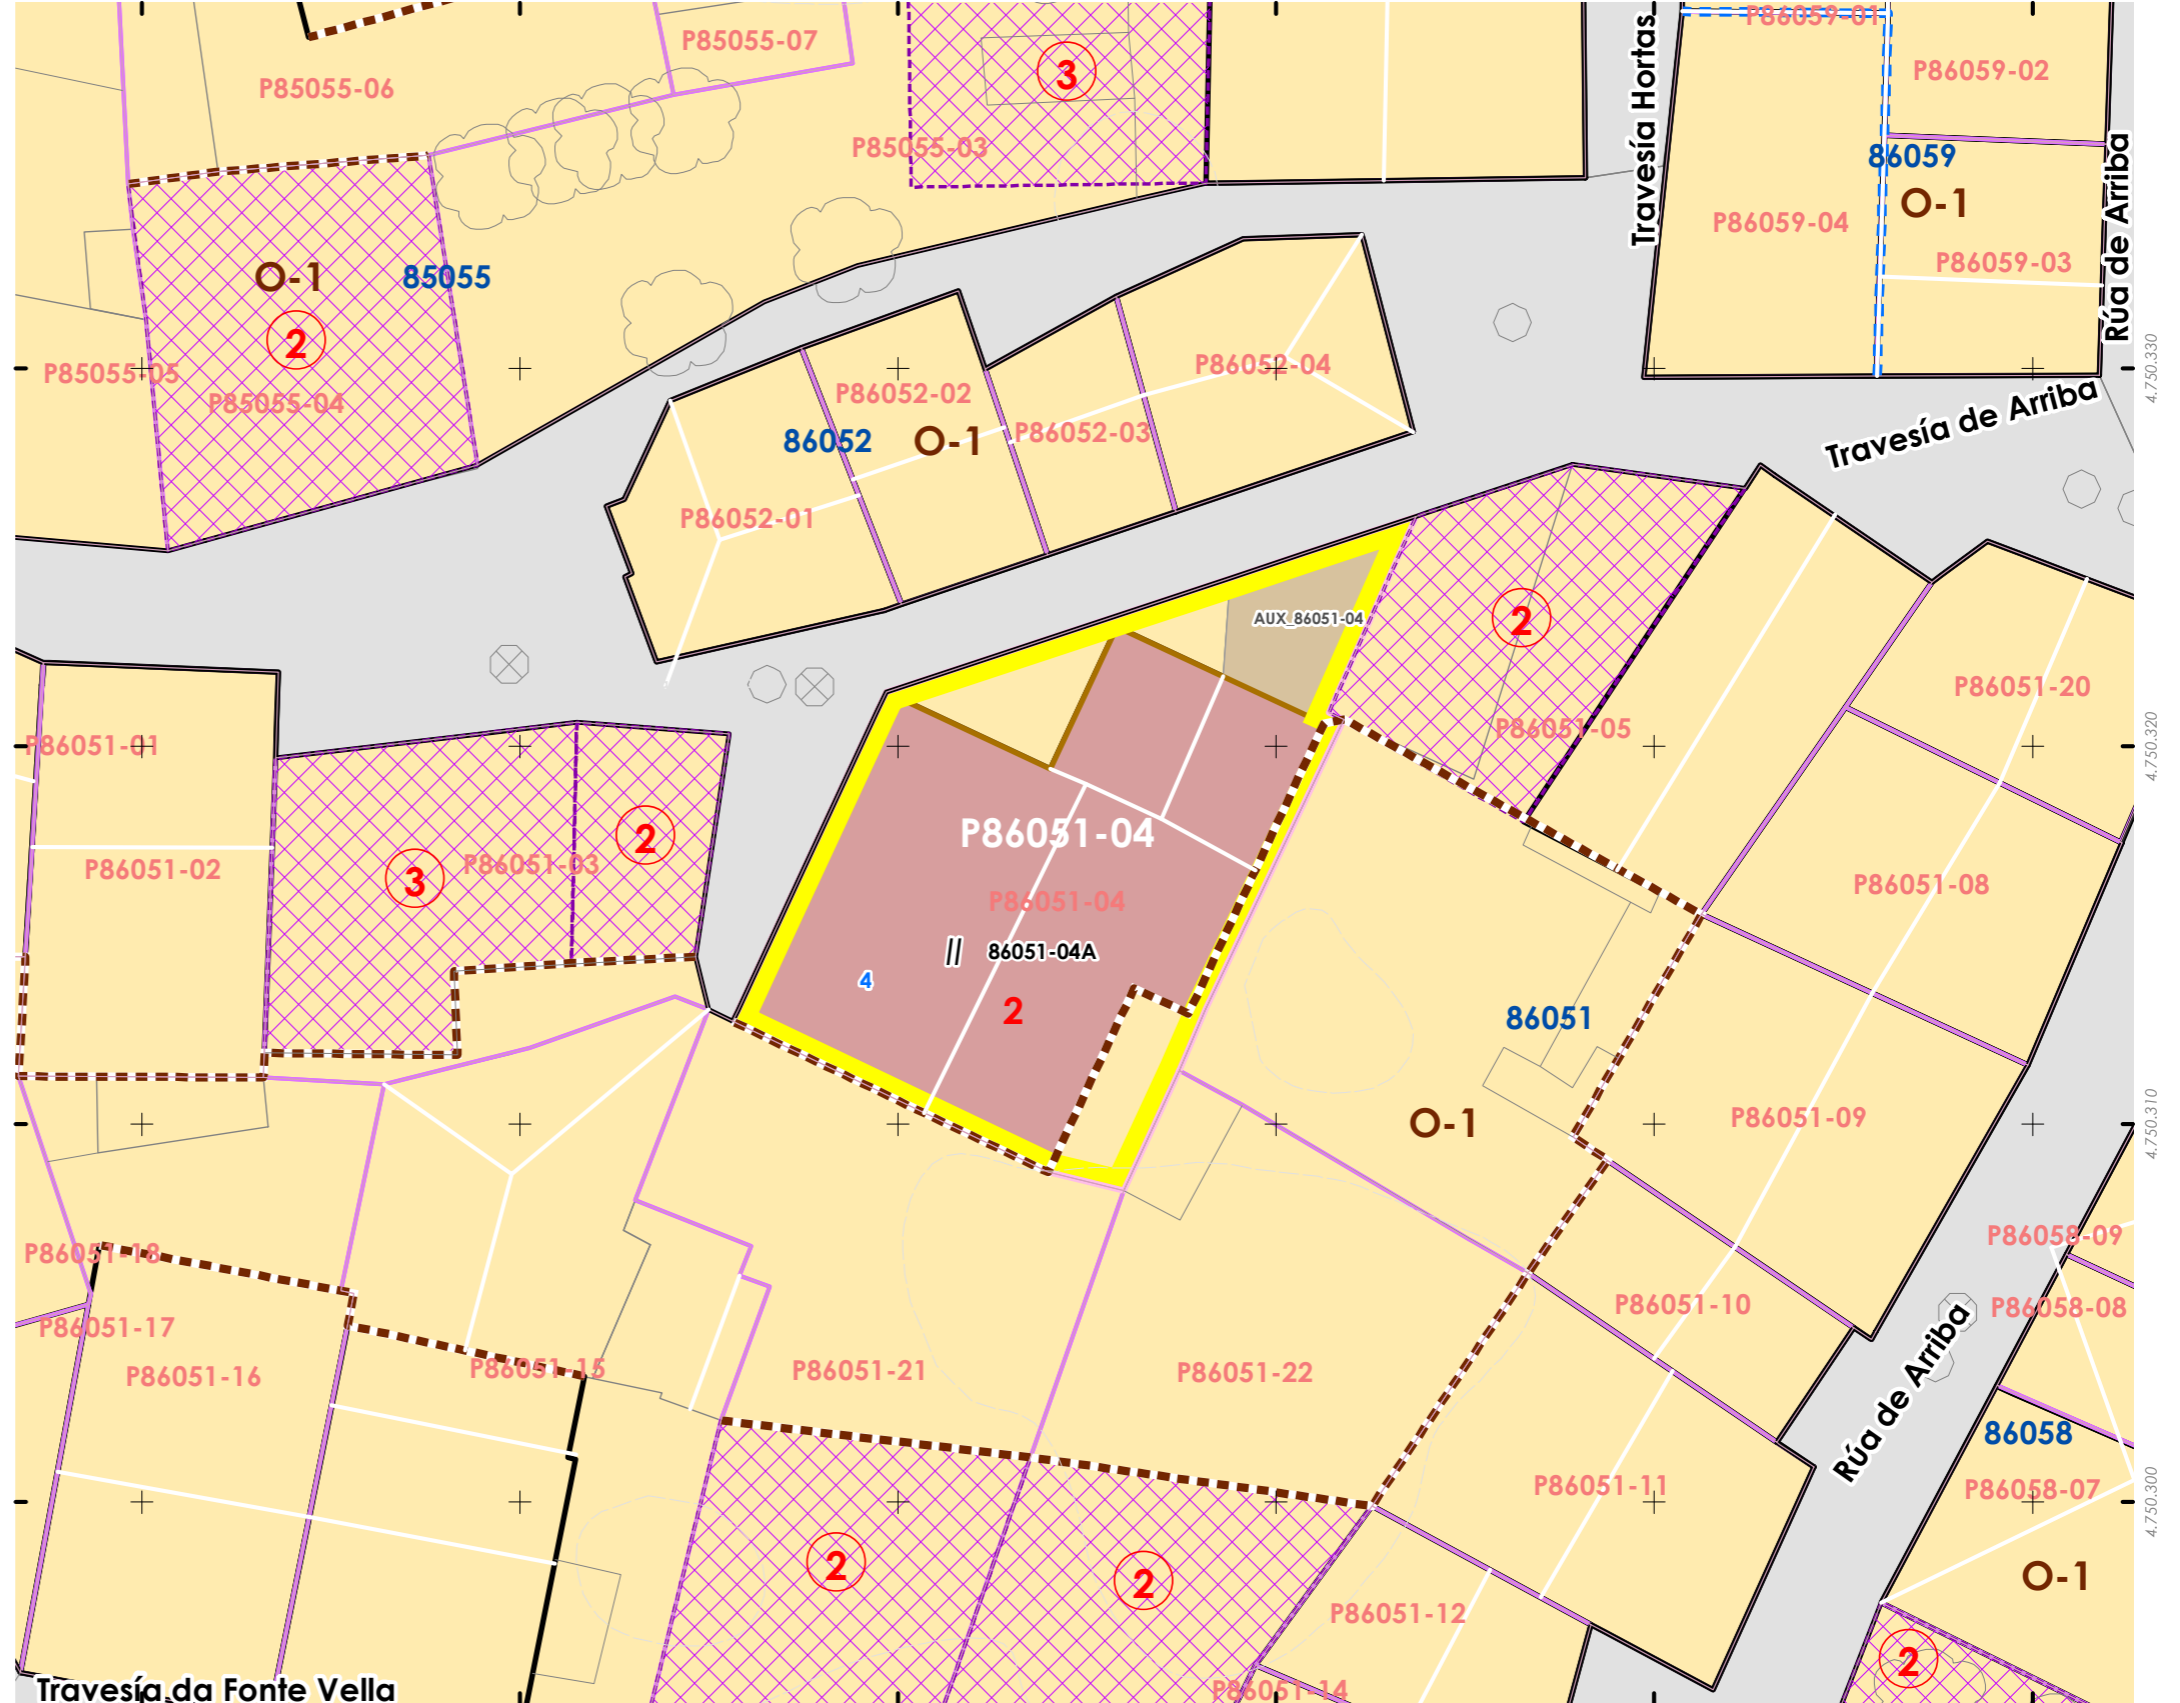 P86059-01
P85055-07
Travesía Hortas
P86059-02
3
P85055-06
P85055-03
86059
Rúa de Arriba
O-1
P86059-04
P86059-03
O-1
85055
2
P85055-05
P85055-04
P86052-04
P86052-02
4.750.330
86052
O-1
P86052-03
Travesía de Arriba
P86052-01
AUX_86051-04
2
P86051-20
P86051-05
P86051-01
4.750.320
P86051-04
2
P86051-02
3
P86051-03
P86051-08
P86051-04
II
86051-04A
4
2
86051
O-1
P86051-09
4.750.310
P86058-09
P86051-18
P86051-10
P86058-08
P86051-17
P86051-16
P86051-15
P86051-21
P86051-22
Rúa de Arriba
86058
P86051-11
P86058-07
4.750.300
2
2
O-1
P86051-12
2
P86051-14
Travesía da Fonte Vella